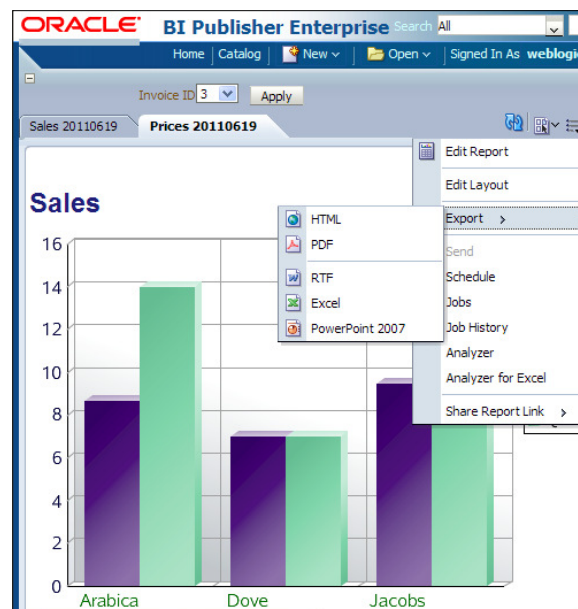 ORACLE BI Publisher Enterprise Search All
Home Catalog New Open Signed In As
Invoice ID 3 Apply
Sales 20110619 Prices 20110619
Edit Report
Edit Layout
Export >
Send
Schedule
Jobs
Job History
Analyzer
Analyzer for Excel
Share Report Link >
HTML
PDF
RTF
Excel
PowerPoint 2007
Sales
16
14
12
10
8
6
4
2
0
Arabica Dove Jacobs